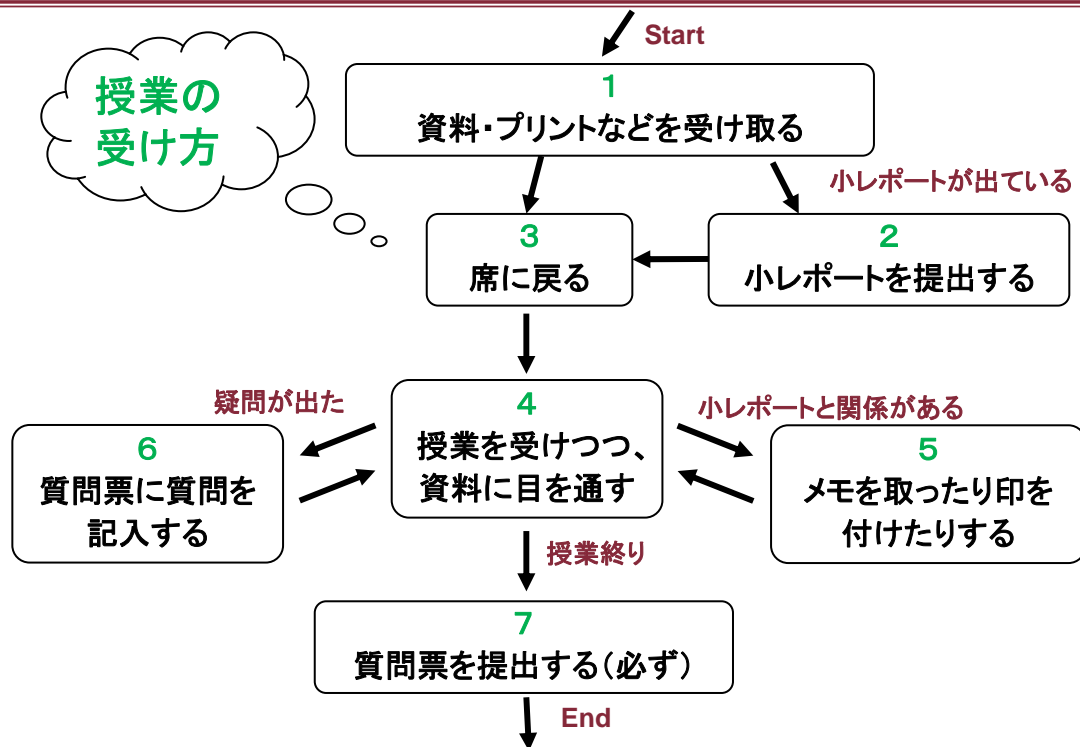 Start
授業の
受け方
1
資料・プリントなどを受け取る
小レポートが出ている
3
席に戻る
2
小レポートを提出する
疑問が出た
4
授業を受けつつ、
資料に目を通す
小レポートと関係がある
6
質問票に質問を
記入する
5
メモを取ったり印を
付けたりする
授業終り
7
質問票を提出する(必ず)
End